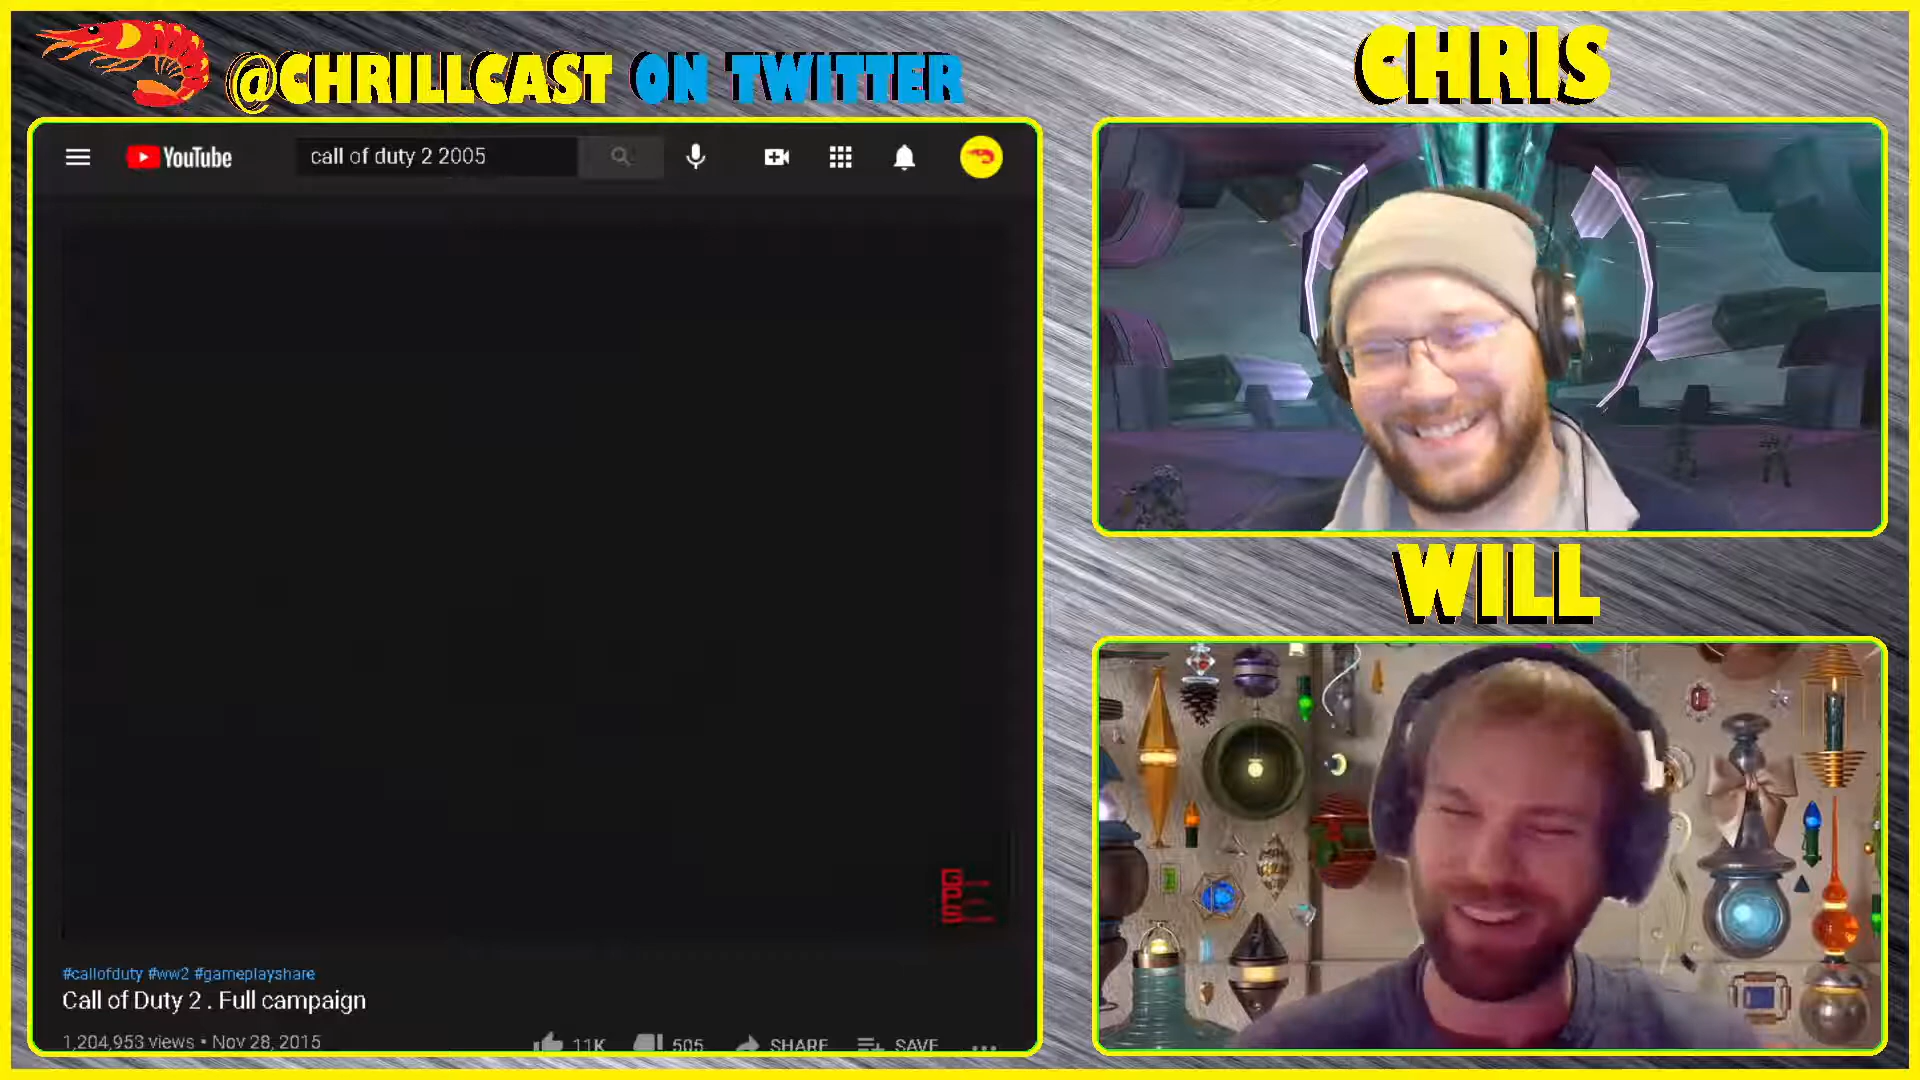 @CHRILLCAST ON TWITTER
CHRIS
YouTube
call of duty 2 2005
WILL
GPS
#callofduty #ww2 #gameplayshare
Call of Duty 2 . Full campaign
1,204,953 views • Nov 28, 2015
11K
505
SHARE
SAVE